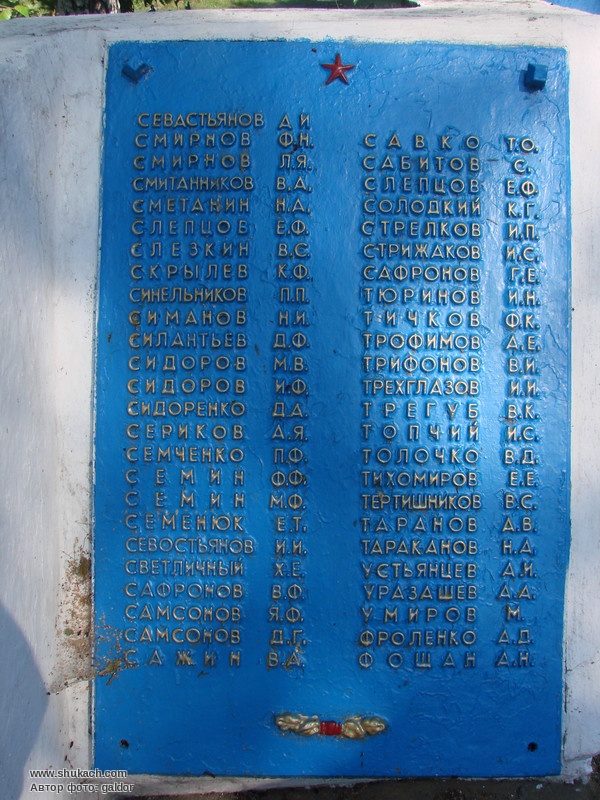 СЕВАСТЬЯНОВ А.И
СМИРНОВ Ф.Н.
СМИРНОВ Л.Я.
СМИТАННИКОВ В.А.
СМЕТАНИН Н.А.
СЛЕПЦОВ Е.Ф.
СЛЕЗКИН В.С.
СКРЫЛЕВ К.Ф.
СИНЕЛЬНИКОВ П.П.
СИМАНОВ Н.И.
СИЛАНТЬЕВ Д.Ф.
СИДОРОВ М.В.
СИДОРОВ И.Ф.
СИДОРЕНКО Д.А.
СЕРИКОВ А.Я.
СЕМЧЕНКО П.Ф.
СЕМИН Ф.Ф.
СЕМИН М.Ф.
СЕМЕНЮК Е.Т.
СЕВОСТЬЯНОВ И.И.
СВЕТЛИЧНЫЙ Х.Е.
САФРОНОВ В.Ф.
САМСОНОВ Я.Ф.
САМСОНОВ Д.Г.
САЖИН В.А.
САВКО Т.О.
САБИТОВ С.
СЛЕПЦОВ Е.Ф.
СОЛОДКИЙ К.Г.
СТРЕЛКОВ И.П.
СТРИЖАКОВ И.С.
САФРОНОВ Г.Е.
ТЮРИНОВ И.Н.
ТИЧКОВ Ф.К.
ТРОФИМОВ А.Е.
ТРИФОНОВ В.И.
ТРЕХГЛАЗОВ И.И.
ТРЕГУБ В.К.
ТОПЧИЙ И.С.
ТОЛОЧКО В.Д.
ТИХОМИРОВ Е.Е.
ТЕРТИШНИКОВ В.С.
ТАРАНОВ А.В.
ТАРАКАНОВ Н.А.
УСТЬЯНЦЕВ А.И.
УРАЗАШЕВ А.А.
УМИРОВ М.
ФРОЛЕНКО А.Д.
ФОШАН А.Н.
www.shukach.com
Автор фото: galdor